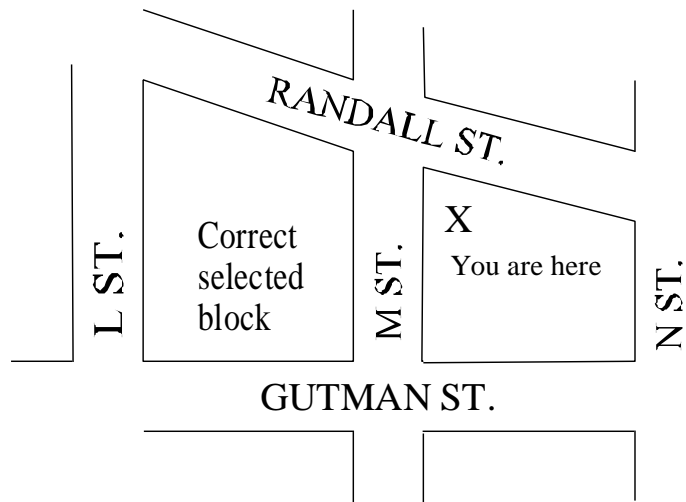 RANDALL ST.
L ST.
Correct
selected
block
M ST.
X
You are here
N ST.
GUTMAN ST.